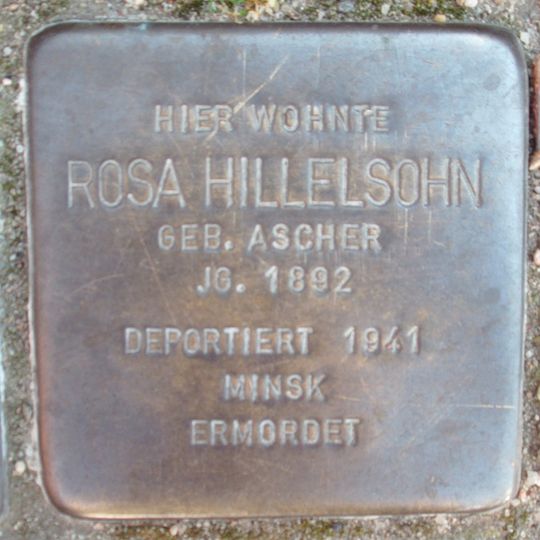 HIER WOHNTE
ROSA HILLELSOHN
GEB. ASCHER
JG. 1892
DEPORTIERT 1941
MINSK
ERMORDET